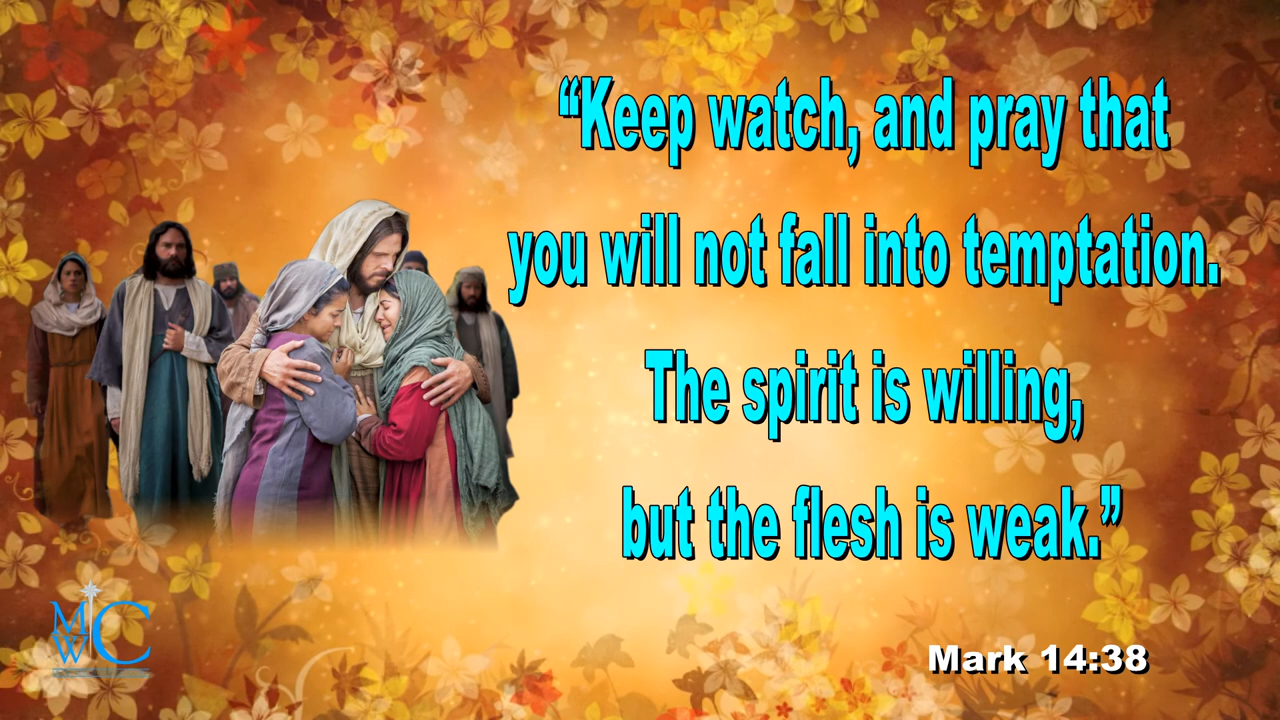 “Keep watch, and pray that
you will not fall into temptation.
The spirit is willing,
but the flesh is weak.”
Mark 14:38
MC
W